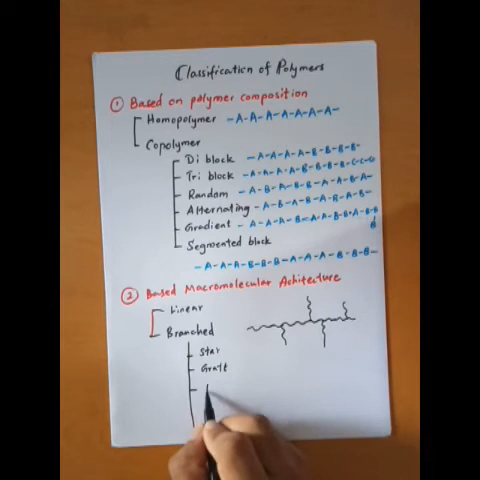 Classification of Polymers
① Based on polymer composition
Homopolymer -A-A-A-A-A-A-A-
Copolymer
Di block -A-A-A-A-B-B-B-B-
Tri block -A-A-A-A-B-B-B-B-C-C-C
Random -A-B-A-B-B-A-A-B-A-
Alternating -A-B-A-B-A-B-A-B-
Gradient -A-A-A-B-A-A-B-B-A-B-B
B
Segmented block
-A-A-A-B-B-B-A-A-A-B-B-B-
② Based Macromolecular Achitecture
Linear
Branched
Star
Graft